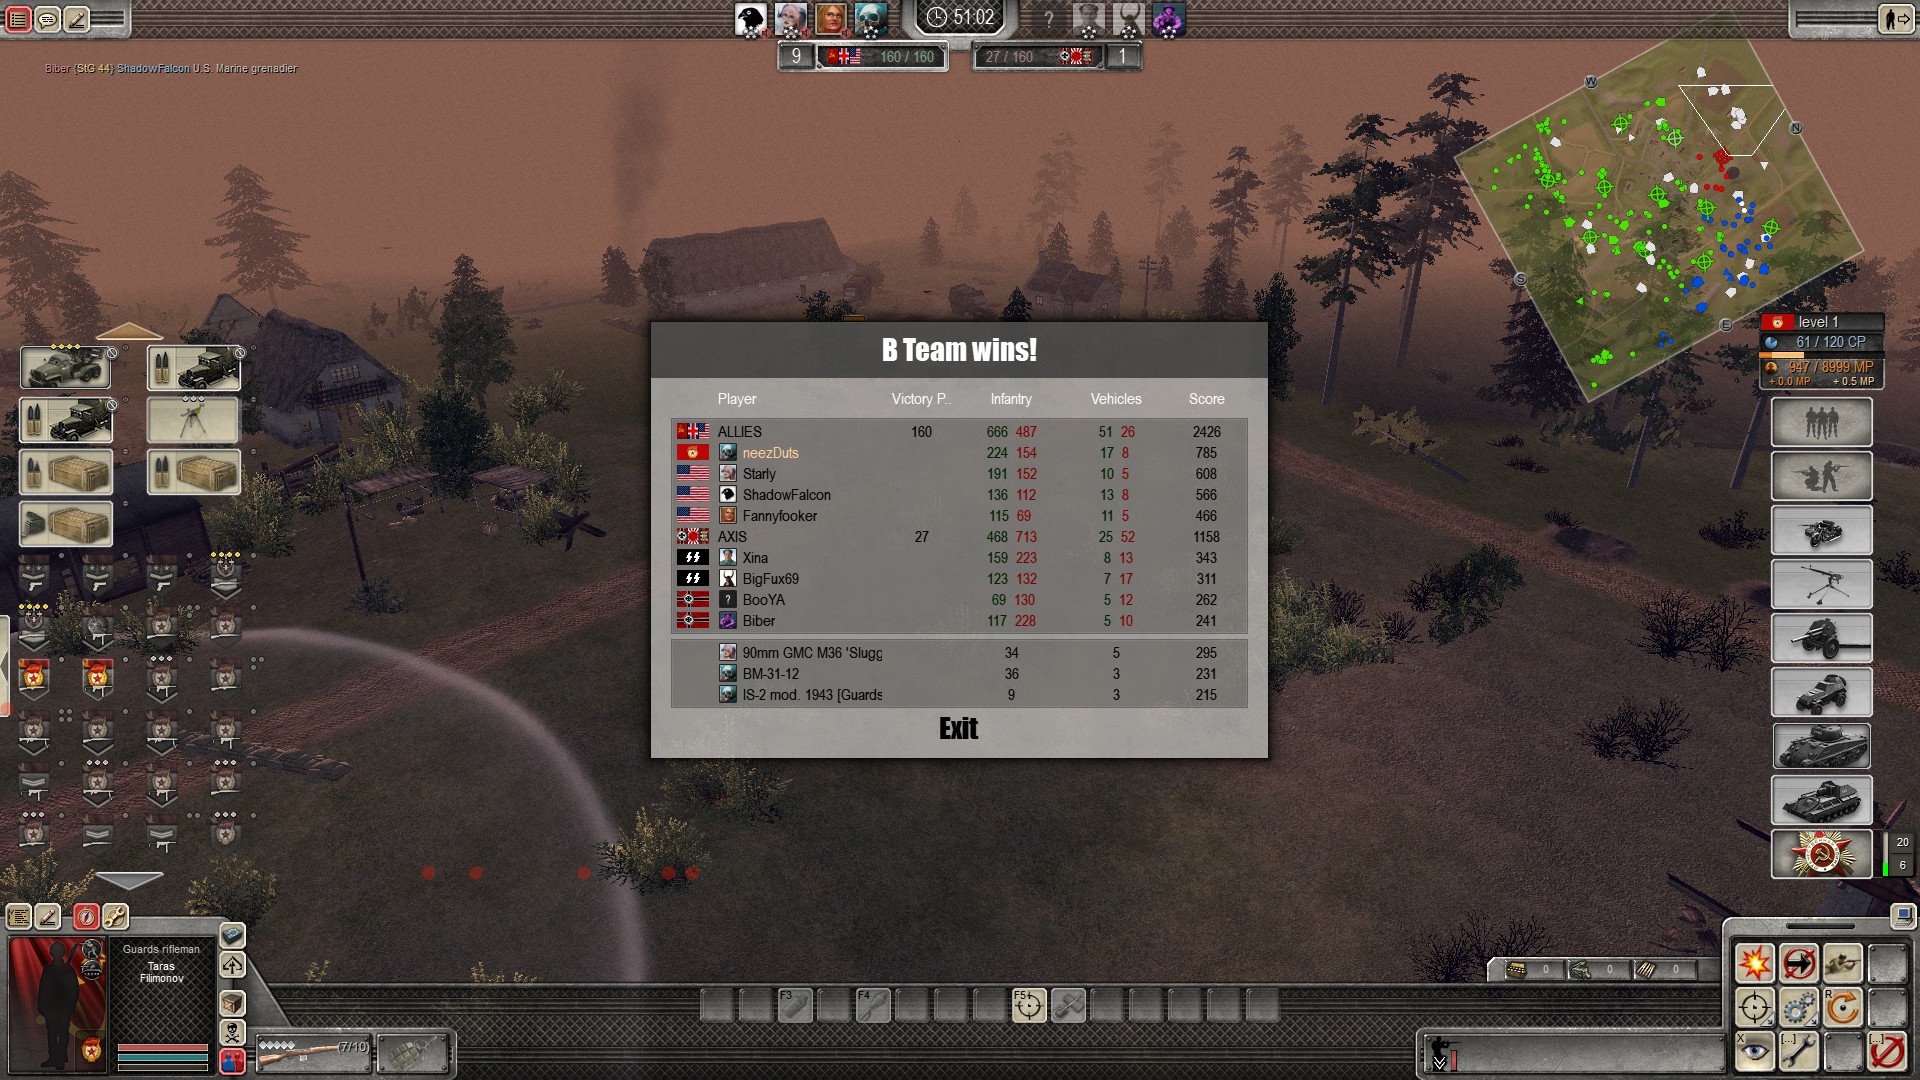 51:02
9 160 / 160 27 / 160 1
Biber {StG 44} ShadowFalcon U.S. Marine grenadier
W
N
S
E
level 1
61 / 120 CP
947 / 8999 MP
+ 0.0 MP + 0.5 MP
B Team wins!
Player Victory P.. Infantry Vehicles Score
ALLIES 160 666 487 51 26 2426
neezDuts 224 154 17 8 785
Starly 191 152 10 5 608
ShadowFalcon 136 112 13 8 566
Fannyfooker 115 69 11 5 466
AXIS 27 468 713 25 52 1158
Xina 159 223 8 13 343
BigFux69 123 132 7 17 311
? BooYA 69 130 5 12 262
Biber 117 228 5 10 241
90mm GMC M36 'Slugg 34 5 295
BM-31-12 36 3 231
IS-2 mod. 1943 [Guards 9 3 215
Exit
20
6
Guards rifleman
Taras
Filimonov
(7/10)
F3 F4 F5
0 0 0
R
X [...] [...]